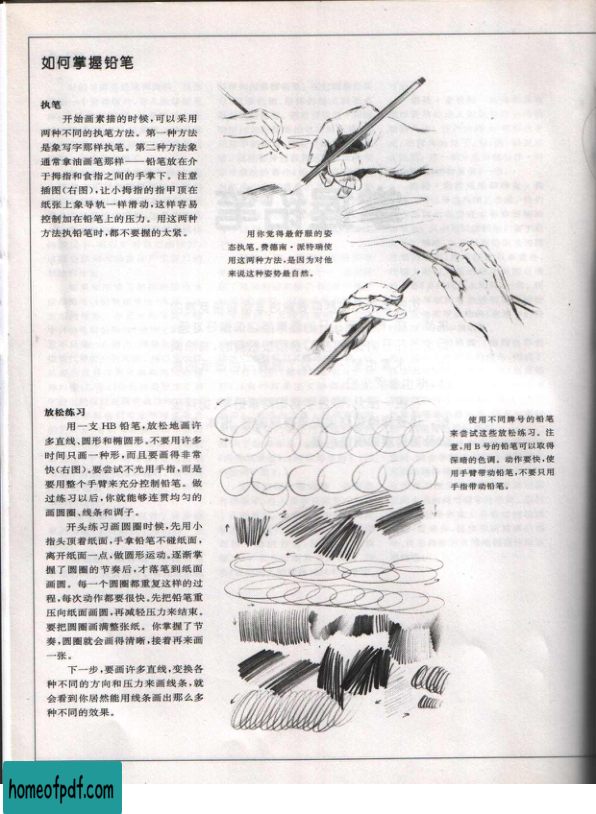 如何掌握铅笔
执笔
开始画素描的时候,可以采用
两种不同的执笔方法。第一种方法
是象写字那样执笔。第二种方法象
通常拿油画笔那样——铅笔放在介
于拇指和食指之间的手掌下。注意
插图(右图),让小拇指的指甲顶在
纸张上象导轨一样滑动,这样容易
控制加在铅笔上的压力。用这两种
方法执铅笔时,都不要握的太紧。
用你觉得最舒服的姿
态执笔。费德南·派特瑞使
用这两种方法,是因为对他
来说这种姿势最自然。
放松练习
用一支 HB 铅笔,放松地画许
多直线、圆形和椭圆形。不要用许多
时间只画一种形,而且要画得非常
快(右图)。要尝试不光用手指,而是
要用整个手臂来充分控制铅笔。做
过练习以后,你就能够连贯均匀的
画圆圈、线条和调子。
开头练习画圆圈时候,先用小
指头顶着纸面,手拿铅笔不碰纸面,
离开纸面一点,做圆形运动,逐渐掌
握了圆圈的节奏后,才落笔到纸面
画圆。每一个圆圈都重复这样的过
程,每次动作都要很快。先把铅笔重
压向纸面画圆,再减轻压力来结束。
要把圆圈画满整张纸。你掌握了节
奏,圆圈就会画得清晰,接着再来画
一张。
下一步,要画许多直线,变换各
种不同的方向和压力来画线条,就
会看到你居然能用线条画出那么多
种不同的效果。
使用不同牌号的铅笔
来尝试这些放松练习。注
意,用 B 号的铅笔可以取得
深暗的色调。动作要快,使
用手臂带动铅笔,不要只用
手指带动铅笔。
homeofpdf.com